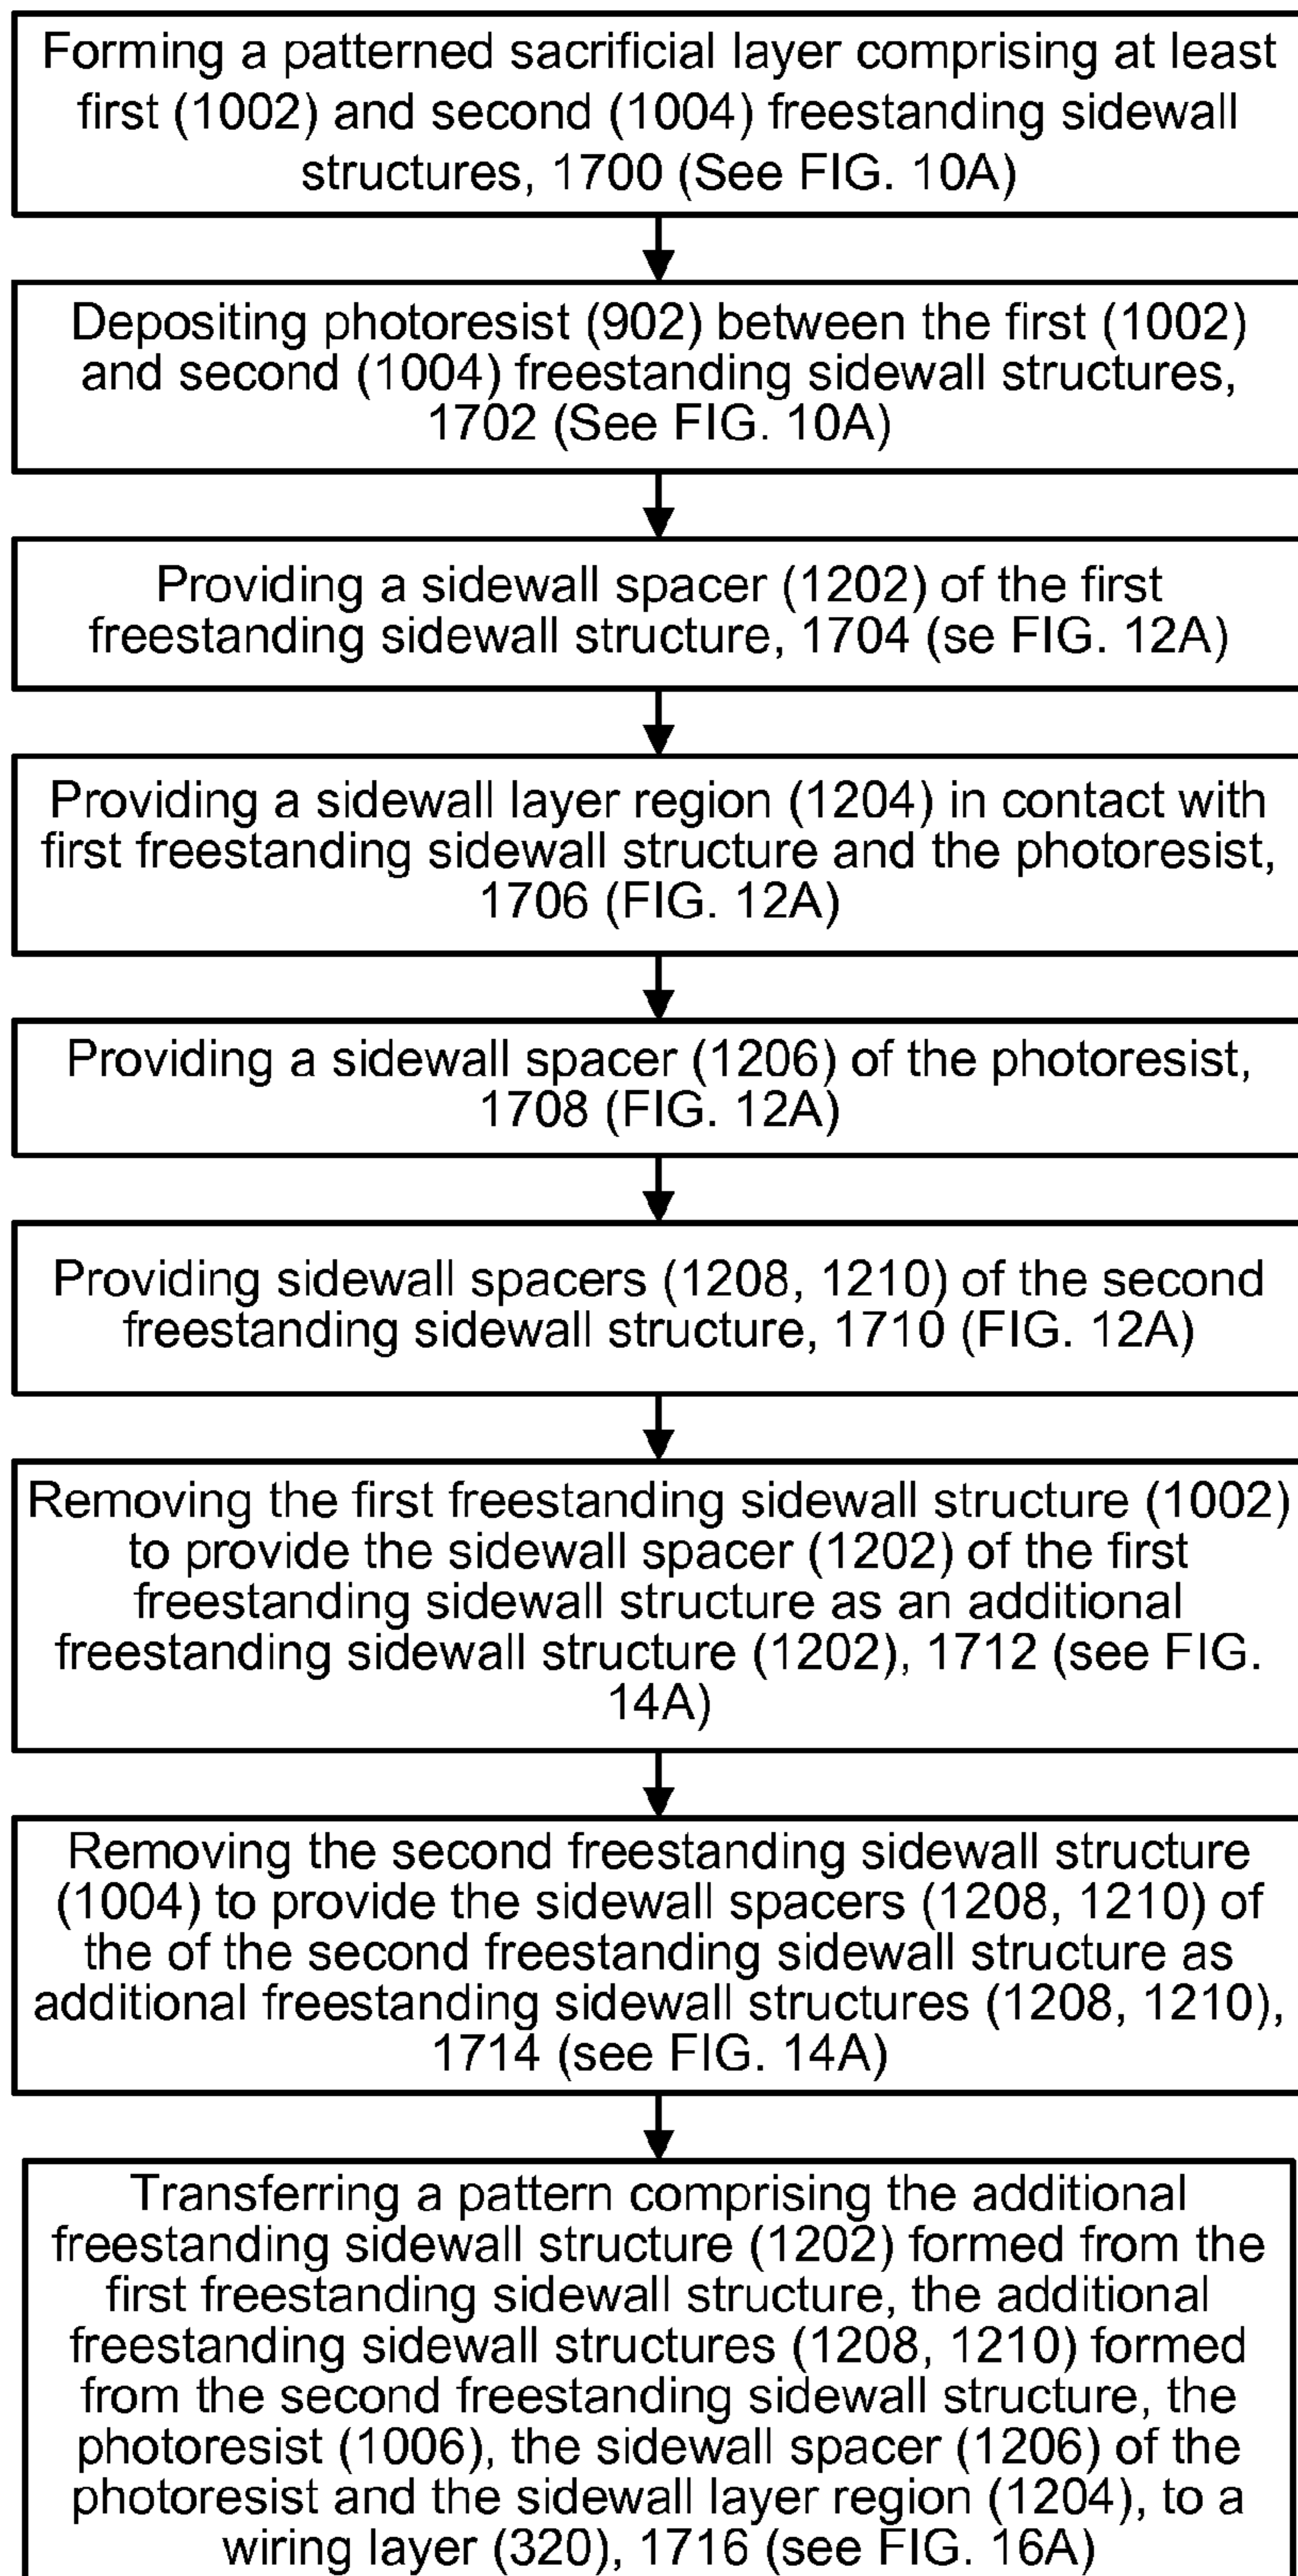 Forming a patterned sacrificial layer comprising at least
first (1002) and second (1004) freestanding sidewall
structures, 1700 (See FIG. 10A)
Depositing photoresist (902) between the first (1002)
and second (1004) freestanding sidewall structures,
1702 (See FIG. 10A)
Providing a sidewall spacer (1202) of the first
freestanding sidewall structure, 1704 (se FIG. 12A)
Providing a sidewall layer region (1204) in contact with
first freestanding sidewall structure and the photoresist,
1706 (FIG. 12A)
Providing a sidewall spacer (1206) of the photoresist,
1708 (FIG. 12A)
Providing sidewall spacers (1208, 1210) of the second
freestanding sidewall structure, 1710 (FIG. 12A)
Removing the first freestanding sidewall structure (1002)
to provide the sidewall spacer (1202) of the first
freestanding sidewall structure as an additional
freestanding sidewall structure (1202), 1712 (see FIG.
14A)
Removing the second freestanding sidewall structure
(1004) to provide the sidewall spacers (1208, 1210) of
the of the second freestanding sidewall structure as
additional freestanding sidewall structures (1208, 1210),
1714 (see FIG. 14A)
Transferring a pattern comprising the additional
freestanding sidewall structure (1202) formed from the
first freestanding sidewall structure, the additional
freestanding sidewall structures (1208, 1210) formed
from the second freestanding sidewall structure, the
photoresist (1006), the sidewall spacer (1206) of the
photoresist and the sidewall layer region (1204), to a
wiring layer (320), 1716 (see FIG. 16A)